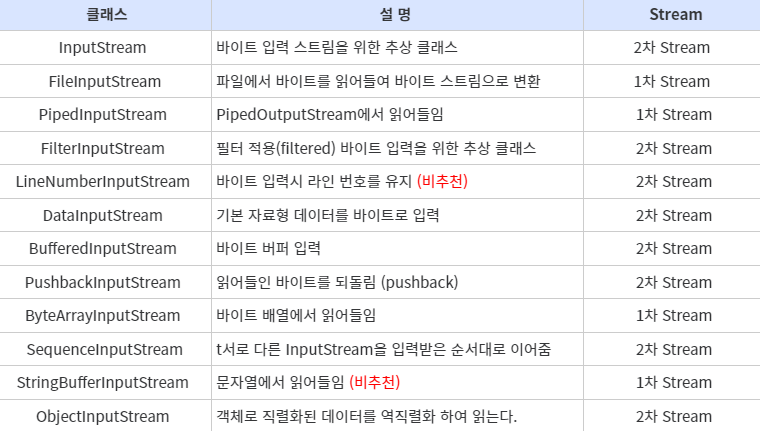 클래스 설 명 Stream
InputStream 바이트 입력 스트림을 위한 추상 클래스 2차 Stream
FileInputStream 파일에서 바이트를 읽어들여 바이트 스트림으로 변환 1차 Stream
PipedInputStream PipedOutputStream에서 읽어들임 1차 Stream
FilterInputStream 필터 적용(filtered) 바이트 입력을 위한 추상 클래스 2차 Stream
LineNumberInputStream 바이트 입력시 라인 번호를 유지 (비추천) 2차 Stream
DataInputStream 기본 자료형 데이터를 바이트로 입력 2차 Stream
BufferedInputStream 바이트 버퍼 입력 2차 Stream
PushbackInputStream 읽어들인 바이트를 되돌림 (pushback) 2차 Stream
ByteArrayInputStream 바이트 배열에서 읽어들임 1차 Stream
SequenceInputStream t서로 다른 InputStream을 입력받은 순서대로 이어줌 2차 Stream
StringBufferInputStream 문자열에서 읽어들임 (비추천) 1차 Stream
ObjectInputStream 객체로 직렬화된 데이터를 역직렬화 하여 읽는다. 2차 Stream